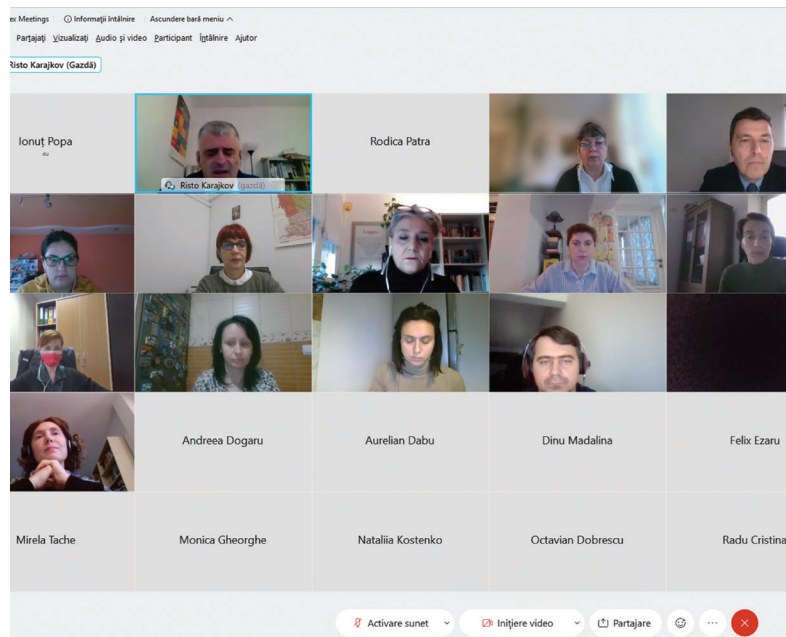 ex Meetings Informații întâlnire Ascundere bară meniu
Partajați Vizualizați Audio și video Participant Întâlnire Ajutor
Risto Karajkov (Gazdă)
Ionuț Popa
eu
Rodica Patra
Risto Karajkov (gazdă)
Andreea Dogaru
Aurelian Dabu
Dinu Madalina
Felix Ezaru
Mirela Tache
Monica Gheorghe
Nataliia Kostenko
Octavian Dobrescu
Radu Cristina
Activare sunet
Inițiere video
Partajare